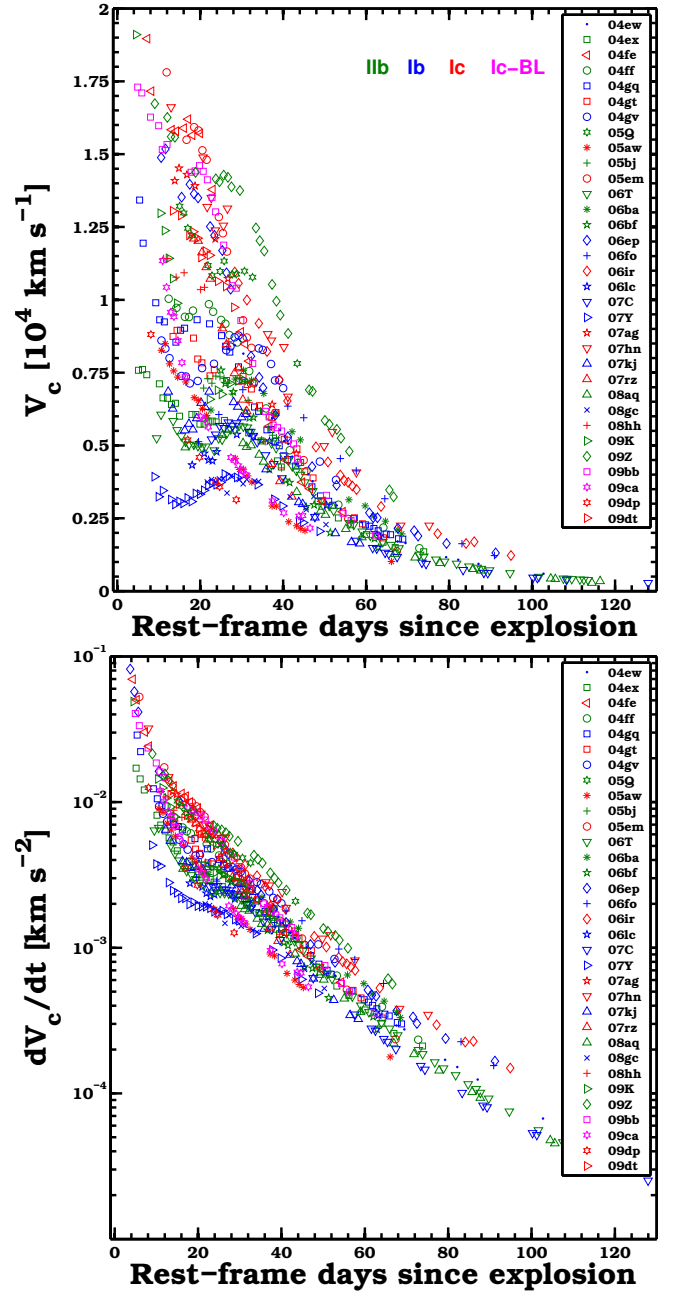 2
1.75
1.5
1.25
1
0.75
0.5
0.25
0
V_c [10⁴ km s⁻¹]
IIb Ib Ic Ic-BL
04ew
04ex
04fe
04ff
04gq
04gt
04gv
05Q
05aw
05bj
05em
06T
06ba
06bf
06ep
06fo
06ir
06lc
07C
07Y
07ag
07hn
07kj
07rz
08aq
08gc
08hh
09K
09Z
09bb
09ca
09dp
09dt
0 20 40 60 80 100 120
Rest-frame days since explosion
10⁻¹
10⁻²
10⁻³
10⁻⁴
dV_c/dt [km s⁻²]
04ew
04ex
04fe
04ff
04gq
04gt
04gv
05Q
05aw
05bj
05em
06T
06ba
06bf
06ep
06fo
06ir
06lc
07C
07Y
07ag
07hn
07kj
07rz
08aq
08gc
08hh
09K
09Z
09bb
09ca
09dp
09dt
0 20 40 60 80 100 120
Rest-frame days since explosion